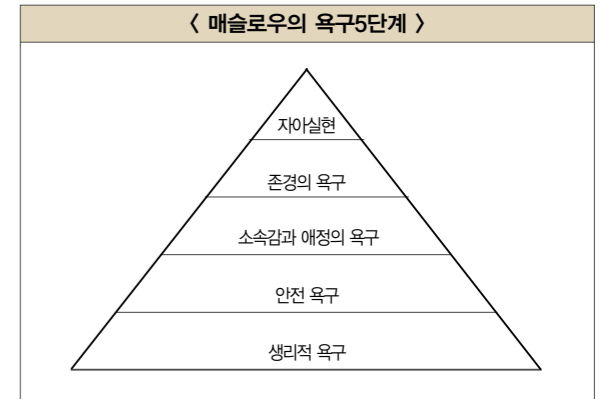 〈 매슬로우의 욕구5단계 〉
자아실현
존경의 욕구
소속감과 애정의 욕구
안전 욕구
생리적 욕구